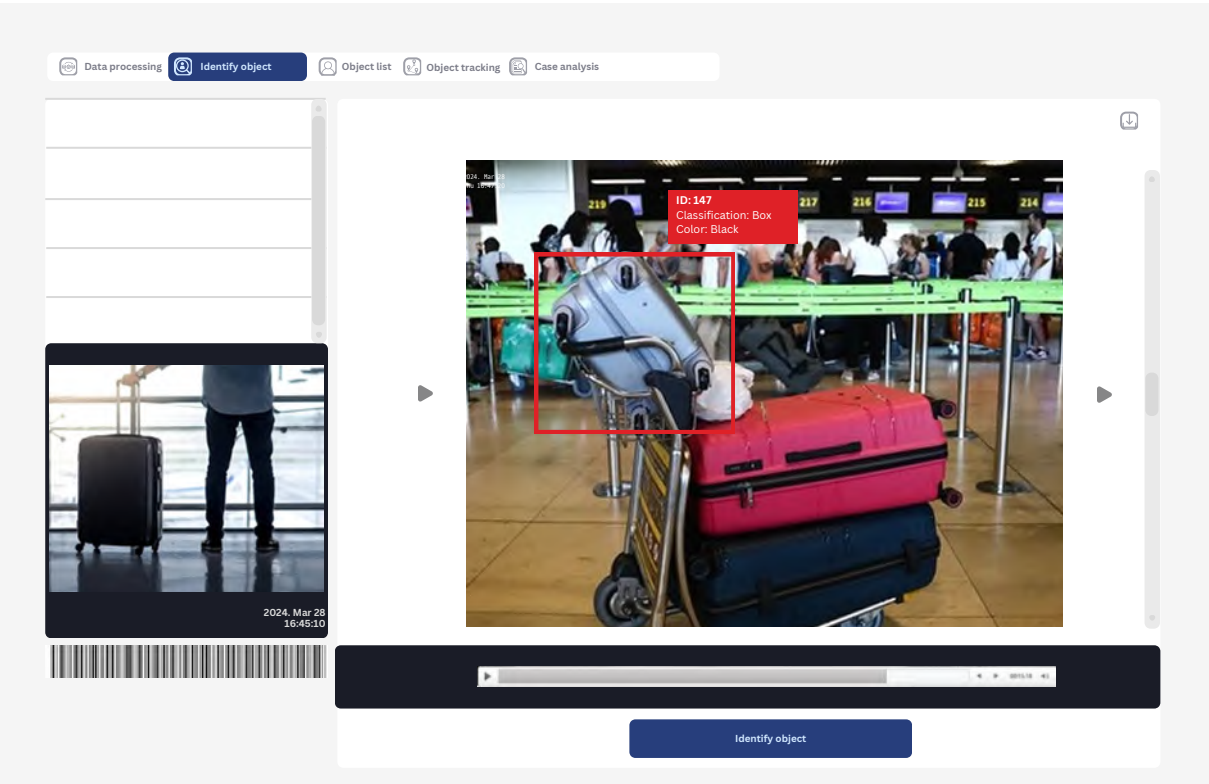 Data processing
Identify object
Object list
Object tracking
Case analysis
ID: 147
Classification: Box
Color: Black
219
217
216
215
214
2024. Mar 28
16:45:10
Identify object